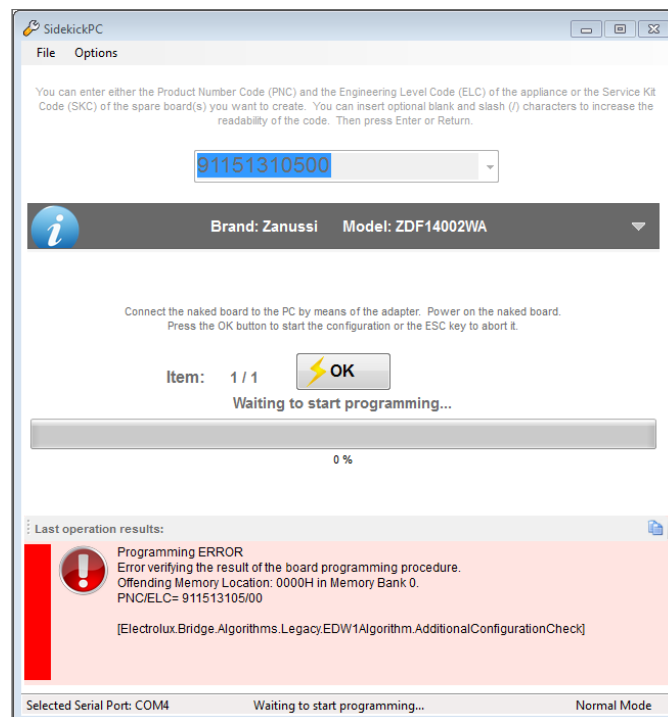 SidekickPC
File Options
You can enter either the Product Number Code (PNC) and the Engineering Level Code (ELC) of the appliance or the Service Kit
Code (SKC) of the spare board(s) you want to create. You can insert optional blank and slash (/) characters to increase the
readability of the code. Then press Enter or Return.
91151310500
Brand: Zanussi Model: ZDF14002WA
Connect the naked board to the PC by means of the adapter. Power on the naked board.
Press the OK button to start the configuration or the ESC key to abort it.
Item: 1 / 1 OK
Waiting to start programming...
0 %
Last operation results:
Programming ERROR
Error verifying the result of the board programming procedure.
Offending Memory Location: 0000H in Memory Bank 0.
PNC/ELC= 911513105/00
[Electrolux.Bridge.Algorithms.Legacy.EDW1Algorithm.AdditionalConfigurationCheck]
Selected Serial Port: COM4 Waiting to start programming... Normal Mode